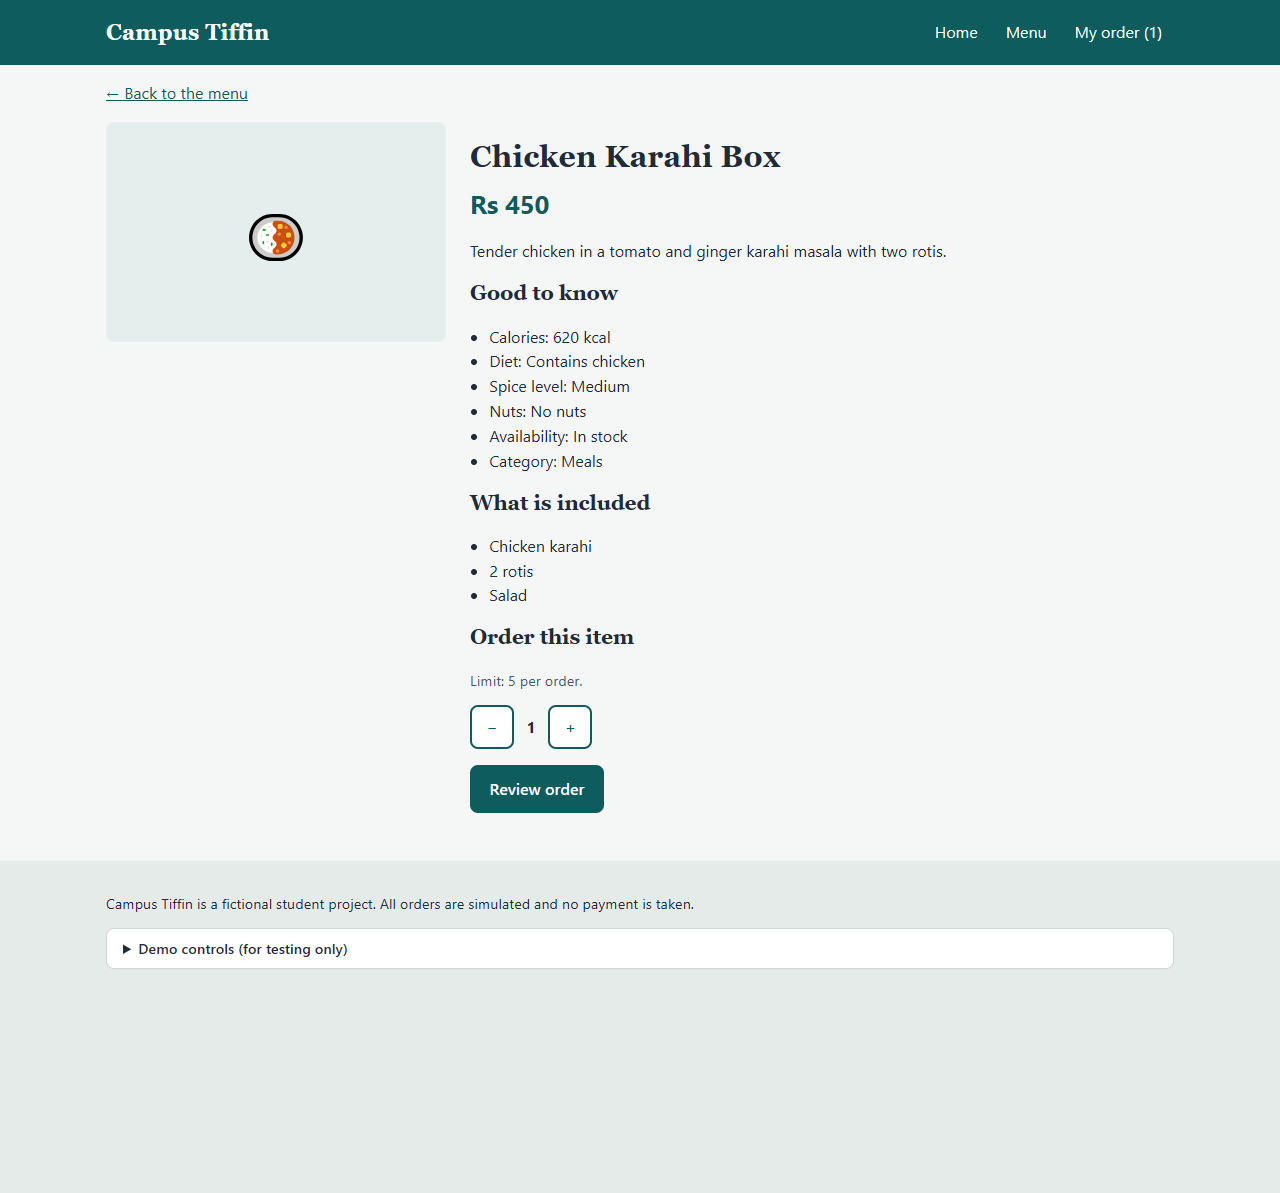 Campus Tiffin
Home Menu My order (1)
← Back to the menu
Chicken Karahi Box
Rs 450
Tender chicken in a tomato and ginger karahi masala with two rotis.
Good to know
• Calories: 620 kcal
• Diet: Contains chicken
• Spice level: Medium
• Nuts: No nuts
• Availability: In stock
• Category: Meals
What is included
• Chicken karahi
• 2 rotis
• Salad
Order this item
Limit: 5 per order.
− 1 +
Review order
Campus Tiffin is a fictional student project. All orders are simulated and no payment is taken.
▶ Demo controls (for testing only)